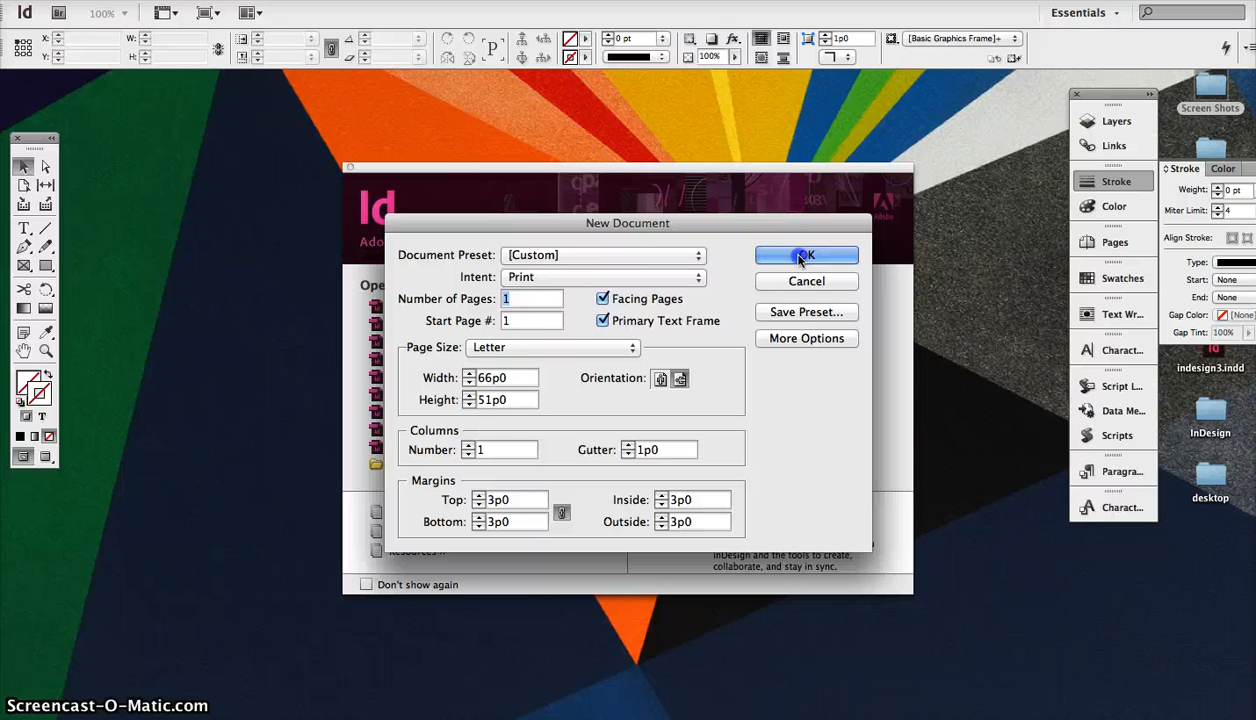 Id Br 100% Essentials
X: W: 0 pt 1p0 [Basic Graphics Frame]+
Y: H: P fx. 100%
Screen Shots
Layers
Links
Stroke
Color
Pages
Swatches
Text Wr...
Charact...
Script L...
Data Me...
Scripts
Paragra...
Charact...
Stroke Color
Weight: 0 pt
Miter Limit: 4
Align Stroke:
Type:
Start: None
End: None
Gap Color: [None]
Gap Tint: 100%
indesign3.indd
InDesign
desktop
T
T
Id
Ado
Adobe
Ope
New Document
Document Preset: [Custom] OK
Intent: Print Cancel
Number of Pages: 1 Facing Pages Save Preset...
Start Page #: 1 Primary Text Frame More Options
Page Size: Letter
Width: 66p0 Orientation:
Height: 51p0
Columns
Number: 1 Gutter: 1p0
Margins
Top: 3p0 Inside: 3p0
Bottom: 3p0 Outside: 3p0
Resources »
InDesign and the tools to create,
collaborate, and stay in sync.
Don't show again
Screencast-O-Matic.com